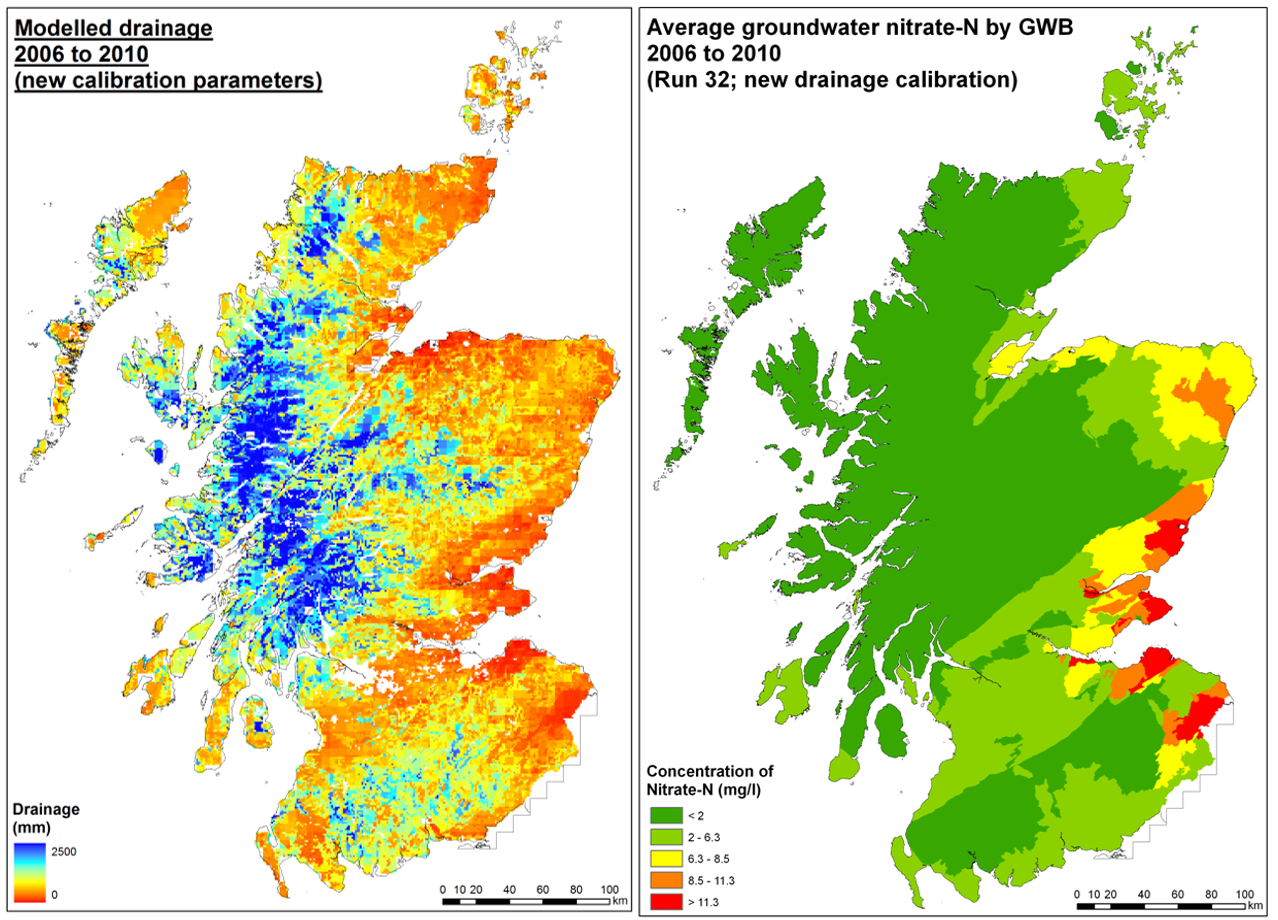 Modelled drainage
2006 to 2010
(new calibration parameters)
Drainage
(mm)
2500
0
0 10 20 40 60 80 100
km
Average groundwater nitrate-N by GWB
2006 to 2010
(Run 32; new drainage calibration)
Concentration of
Nitrate-N (mg/l)
< 2
2 - 6.3
6.3 - 8.5
8.5 - 11.3
> 11.3
0 10 20 40 60 80 100
km